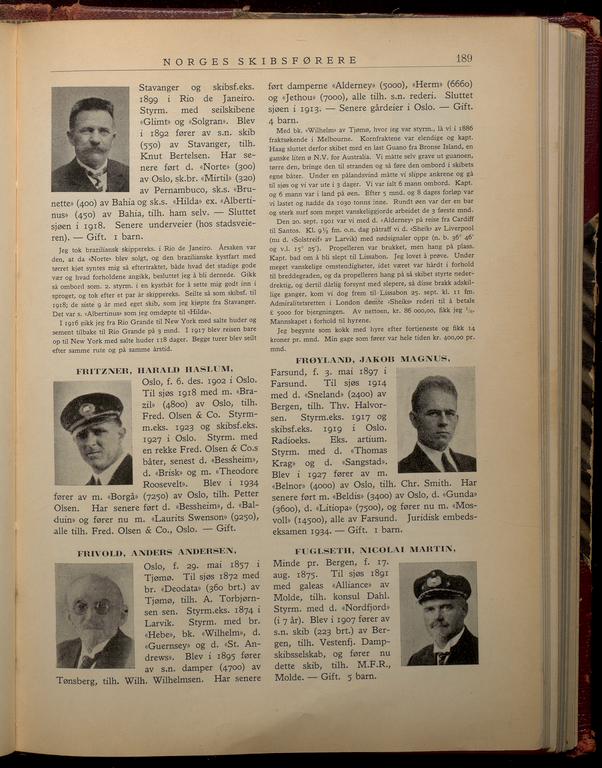 NORGES SKIBSFØRERE
189
Stavanger og skibsf.eks.
1899 i Rio de Janeiro.
Styrm. med seilskibene
«Glimt» og «Solgran». Blev
i 1892 fører av s.n. skib
(550) av Stavanger, tilh.
Knut Bertelsen. Har se-
nere ført d. «Norte» (300)
av Oslo, sk.br. «Mirtil» (320)
av Pernambuco, sk.s. «Bru-
nette» (400) av Bahia og sk.s. «Hilda» ex. «Alberti-
nus» (450) av Bahia, tilh. ham selv. — Sluttet
sjøen i 1918. Senere underveier (hos stadsveie-
ren). — Gift. 1 barn.
Jeg tok braziliansk skippereks. i Rio de Janeiro. Årsaken var
den, at da «Norte» blev solgt, og den brazilianske kystfart med
tørret kjøt syntes mig så eftertraktet, både hvad det stadige gode
vær og hvad forholdene angikk, besluttet jeg å bli dernede. Gikk
så ombord som 2. styrm. i en kystbåt for å sette mig godt inn i
sproget, og tok efter et par år skippereks. Seilte så som skibsf. til
1918; de siste 9 år med eget skib, som jeg kjøpte fra Stavanger.
Det var s. «Albertinus» som jeg omdøpte til «Hilda».
I 1916 gikk jeg fra Rio Grande til New York med salte huder og
sement tilbake til Rio Grande på 3 mnd. I 1917 blev reisen bare
op til New York med salte huder 118 dager. Begge turer blev seilt
efter samme rute og på samme årstid.
FRITZNER, HARALD HASLUM,
Oslo, f. 6. des. 1902 i Oslo.
Til sjøs 1918 med m. «Bra-
zil» (4800) av Oslo, tilh.
Fred. Olsen & Co. Styrm-
m.eks. 1923 og skibsf.eks.
1927 i Oslo. Styrm. med
en rekke Fred. Olsen & Co.s
båter, senest d. «Bessheim»,
d. «Brisk» og m. «Theodore
Roosevelt». Blev i 1934
fører av m. «Borgå» (7250) av Oslo, tilh. Petter
Olsen. Har senere ført d. «Bessheim», d. «Bal-
duin» og fører nu m. «Laurits Swenson» (9250),
alle tilh. Fred. Olsen & Co., Oslo. — Gift.
FRIVOLD, ANDERS ANDERSEN,
Oslo, f. 29. mai 1857 i
Tjømø. Til sjøs 1872 med
br. «Deodata» (360 brt.) av
Tjømø, tilh. A. Torbjørn-
sen sen. Styrm.eks. 1874 i
Larvik. Styrm. med br.
«Hebe», bk. «Wilhelm», d.
«Guernsey» og d. «St. An-
drews». Blev i 1895 fører
av s.n. damper (4700) av
Tønsberg, tilh. Wilh. Wilhelmsen. Har senere
ført damperne «Alderney» (5000), «Herm» (6660)
og «Jethou» (7000), alle tilh. s.n. rederi. Sluttet
sjøen i 1913. — Senere gårdeier i Oslo. — Gift.
4 barn.
Med bk. «Wilhelm» av Tjømø, hvor jeg var styrm., lå vi i 1886
fraktsøkende i Melbourne. Kornfraktene var elendige og kapt.
Haag sluttet derfor skibet med en last Guano fra Bronse Island, en
ganske liten ø N.V. for Australia. Vi måtte selv grave ut guanoen,
tørre den, bringe den til stranden og så føre den ombord i skibets
egne båter. Under en pålandsvind måtte vi slippe ankrene og gå
til sjøs og vi var ute i 3 dager. Vi var ialt 6 mann ombord. Kapt.
og 6 mann var i land på øen. Efter 5 mnd. og 8 dages forløp var
vi lastet og hadde da 1030 tonns inne. Rundt øen var der en bar
og sterk surf som meget vanskeliggjorde arbeidet de 3 første mnd.
Den 20. sept. 1901 var vi med d. «Alderney» på reise fra Cardiff
til Santos. Kl. 9½ fm. o.n. dag påtraff vi d. «Sheik» av Liverpool
(nu d. «Solstreif» av Larvik) med nødsignaler oppe (n. b. 36° 46'
og v.l. 15° 25'). Propelleren var brukket, men hang på plass.
Kapt. bad om å bli slept til Lissabon. Jeg lovet å prøve. Under
meget vanskelige omstendigheter, idet været var hårdt i forhold
til breddegraden, og da propelleren hang på så skibet styrte neder-
drektig, og dertil dårlig forsynt med slepere, så disse brakk adskil-
lige ganger, kom vi dog frem til Lissabon 25. sept. kl. 11 fm.
Admiralitetsretten i London dømte «Sheiks» rederi til å betale
£ 5000 for bjergningen. Av nettoen, kr. 86 000,00, fikk jeg
Mannskapet i forhold til hyrene.
Jeg begynte som kokk med hyre efter fortjeneste og fikk 14
kroner pr. mnd. Min gage som fører var hele tiden kr. 400,00 pr.
mnd.
FRØYLAND, JAKOB MAGNUS,
Farsund, f. 3. mai 1897 i
Farsund. Til sjøs 1914
med d. «Sneland» (2400) av
Bergen, tilh. Thv. Halvor-
sen. Styrm.eks. 1917 og
skibsf.eks. 1919 i Oslo.
Radioeks. Eks. artium.
Styrm. med d. «Thomas
Krag» og d. «Sangstad».
Blev i 1927 fører av m.
«Belnor» (4000) av Oslo, tilh. Chr. Smith. Har
senere ført m. «Beldis» (3400) av Oslo, d. «Gunda»
(3600), d. «Litiopa» (7500), og fører nu m. «Mos-
voll» (14500), alle av Farsund. Juridisk embeds-
eksamen 1934. — Gift. 1 barn.
FUGLSETH, NICOLAI MARTIN,
Minde pr. Bergen, f. 17.
aug. 1875. Til sjøs 1891
med galeas «Alliance» av
Molde, tilh. konsul Dahl.
Styrm. med d. «Nordfjord»
(i 7 år). Blev i 1907 fører av
s.n. skib (223 brt.) av Ber-
gen, tilh. Vestenfj. Damp-
skibsselskab, og fører nu
dette skib, tilh. M.F.R.,
Molde. — Gift. 5 barn.